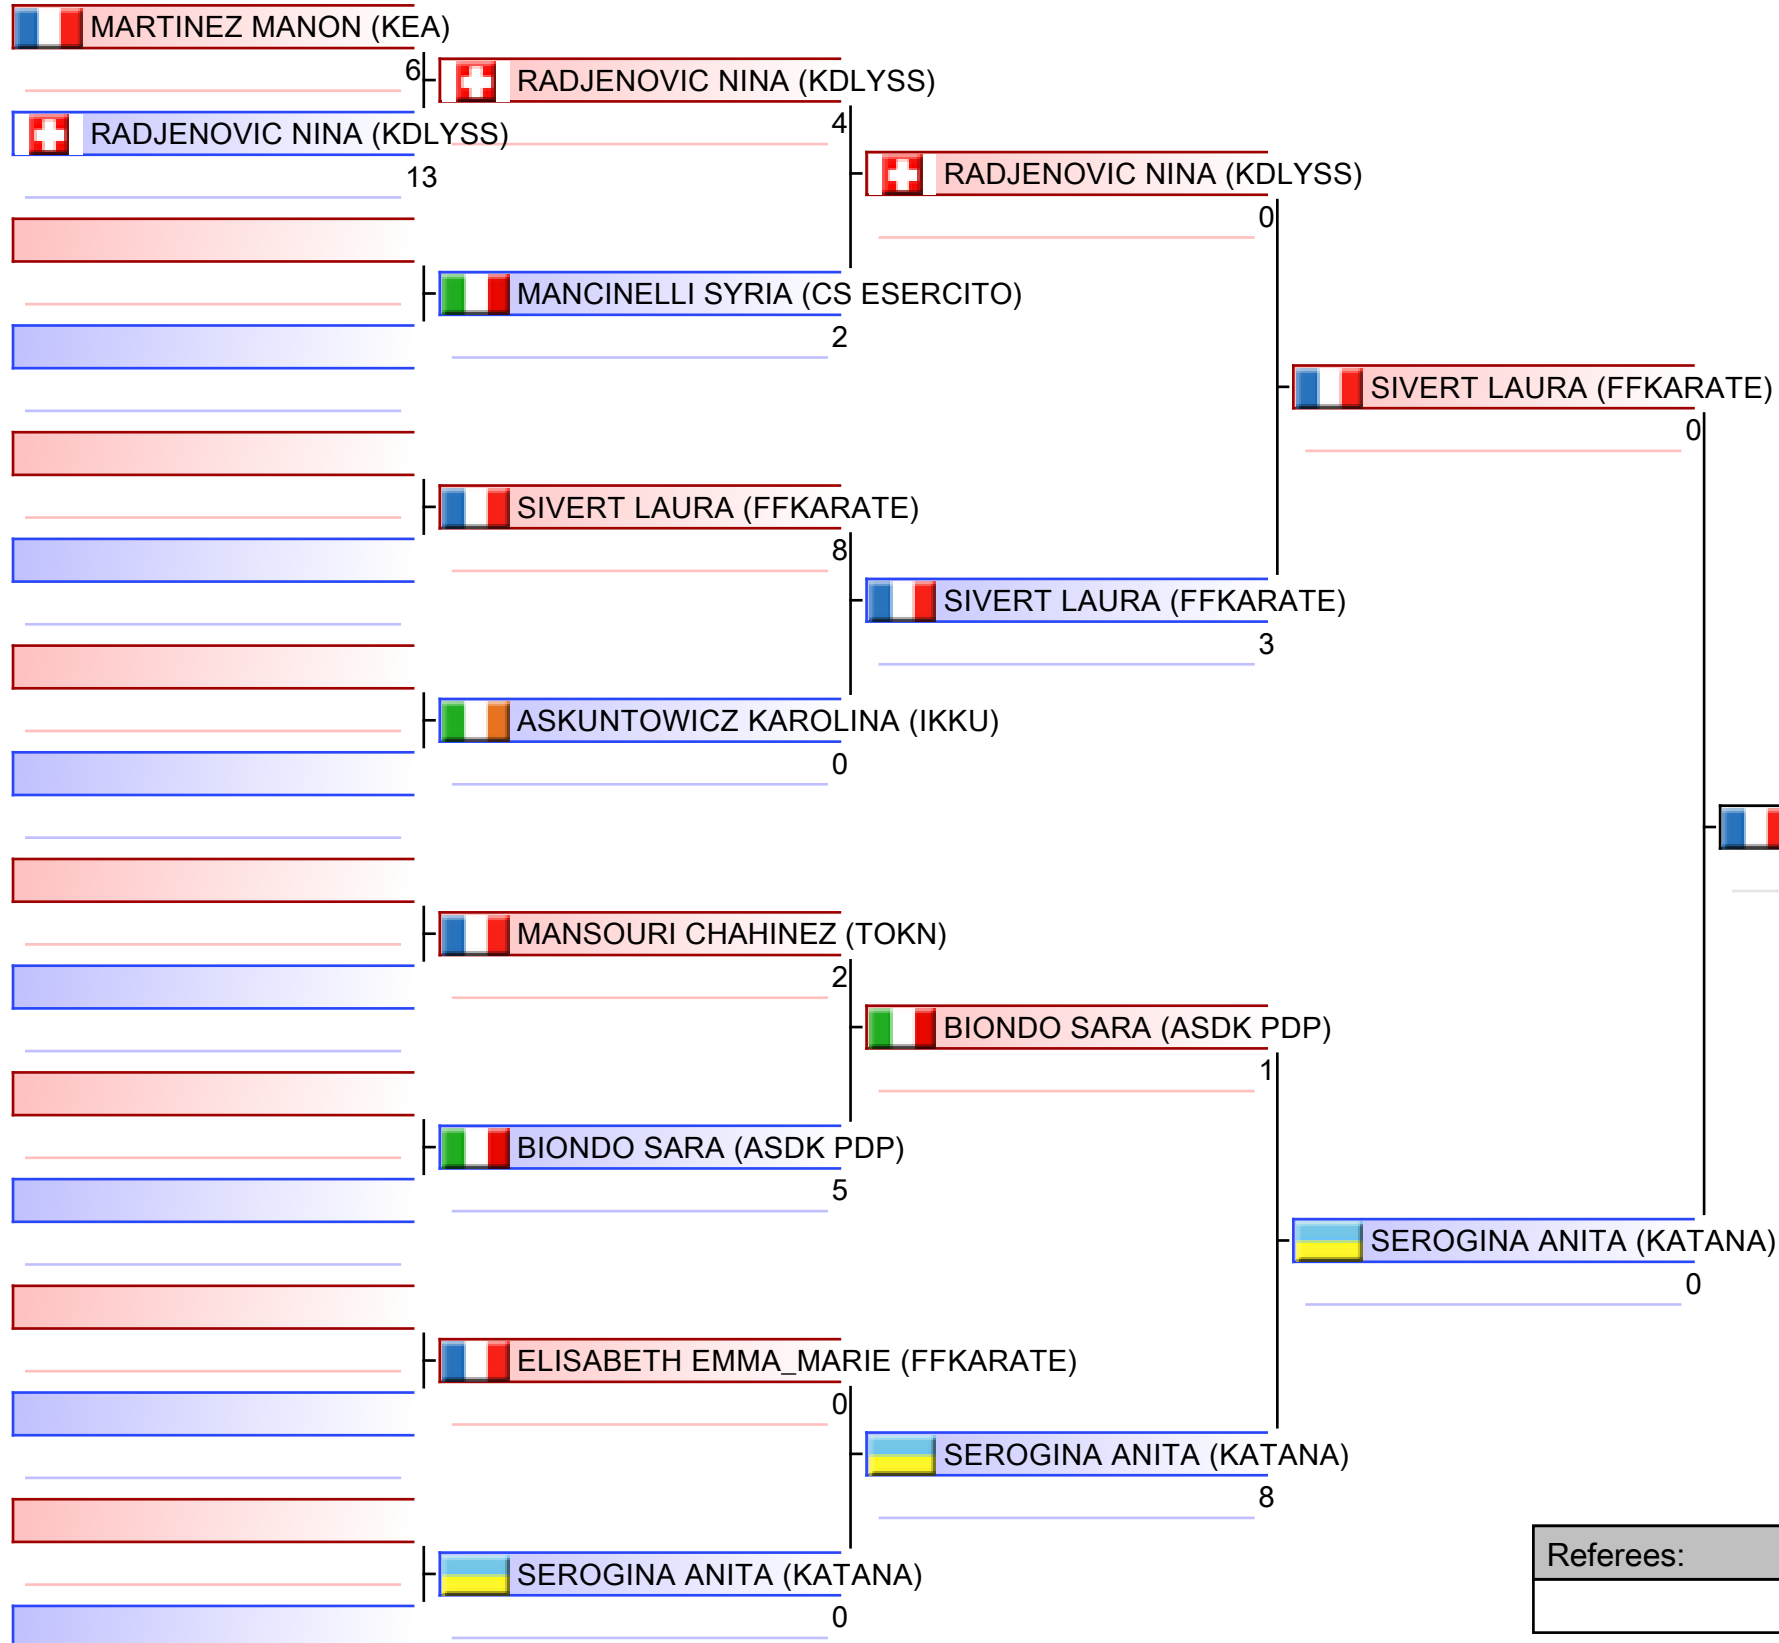 MARTINEZ MANON (KEA)
6
RADJENOVIC NINA (KDLYSS)
13
RADJENOVIC NINA (KDLYSS)
4
MANCINELLI SYRIA (CS ESERCITO)
2
SIVERT LAURA (FFKARATE)
8
ASKUNTOWICZ KAROLINA (IKKU)
0
MANSOURI CHAHINEZ (TOKN)
2
BIONDO SARA (ASDK PDP)
5
ELISABETH EMMA_MARIE (FFKARATE)
0
SEROGINA ANITA (KATANA)
0
RADJENOVIC NINA (KDLYSS)
0
SIVERT LAURA (FFKARATE)
3
BIONDO SARA (ASDK PDP)
1
SEROGINA ANITA (KATANA)
8
SIVERT LAURA (FFKARATE)
0
SEROGINA ANITA (KATANA)
0
Referees: